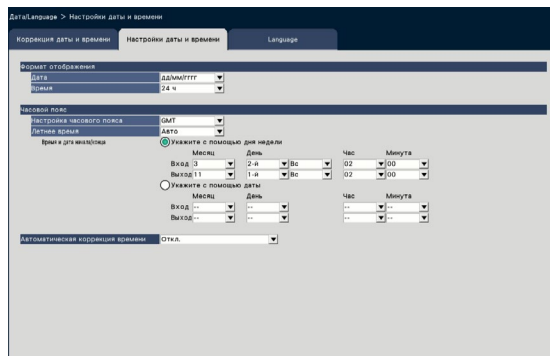 Дата/Language > Настройки даты и времени
Коррекция даты и времени Настройки даты и времени Language
Формат отображения
Дата дд/мм/гггг
Время 24 ч
Часовой пояс
Настройка часового пояса GMT
Летнее время Авто
Время и дата начала/конца Укажите с помощью дня недели
Месяц День Час Минута
Вход 3 2-й Вс 02 00
Выход 11 1-й Вс 02 00
Укажите с помощью даты
Месяц День Час Минута
Вход -- -- -- --
Выход -- -- -- --
Автоматическая коррекция времени Откл.